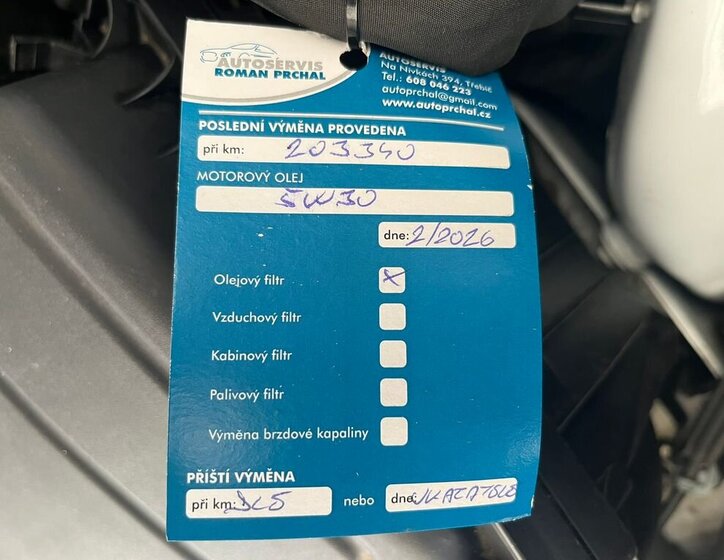 AUTOSERVIS
ROMAN PRCHAL
AUTOSERVIS
Na Nivkách 394, Třebíč
Tel.: 608 046 223
autoprchal@gmail.com
www.autoprchal.cz
POSLEDNÍ VÝMĚNA PROVEDENA
při km: 203340
MOTOROVÝ OLEJ
5W30
dne: 2/2026
Olejový filtr X
Vzduchový filtr
Kabinový filtr
Palivový filtr
Výměna brzdové kapaliny
PŘÍŠTÍ VÝMĚNA
při km: nebo dne: